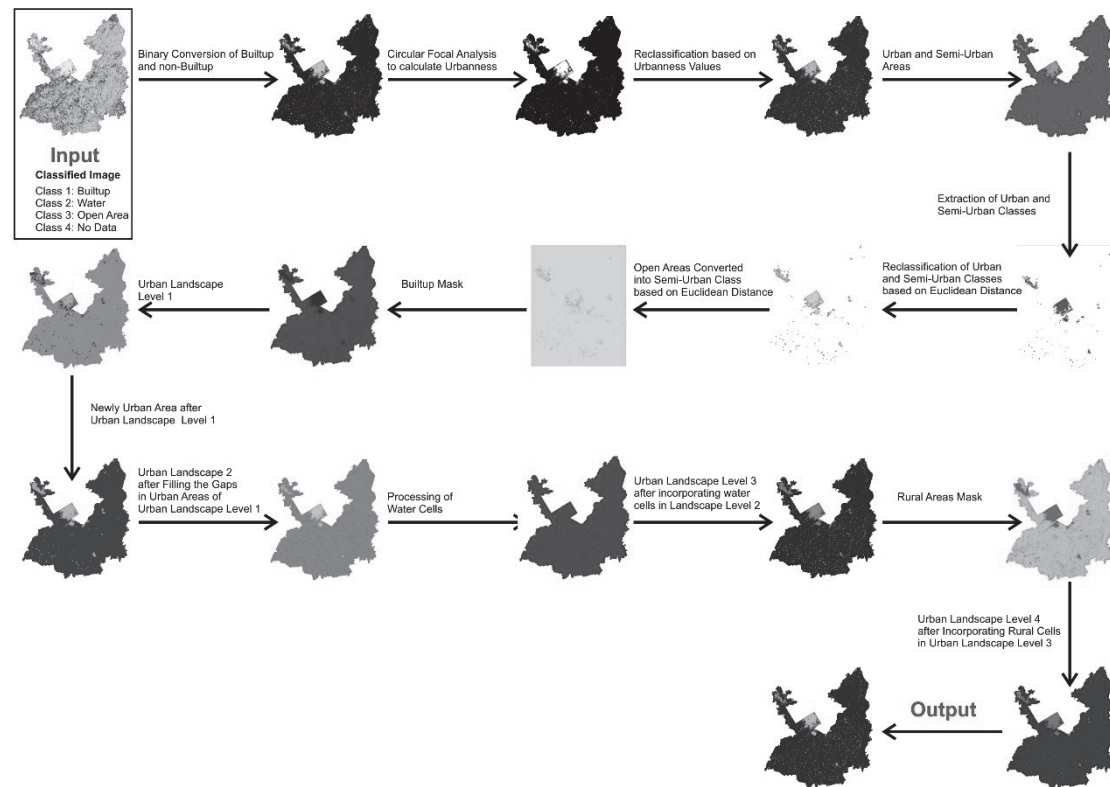 Binary Conversion of Builtup
and non-Builtup
Circular Focal Analysis
to calculate Urbanness
Reclassification based on
Urbanness Values
Urban and Semi-Urban
Areas
Input
Classified Image
Class 1: Builtup
Class 2: Water
Class 3: Open Area
Class 4: No Data
Extraction of Urban and
Semi-Urban Classes
Reclassification of Urban
and Semi-Urban Classes
based on Euclidean Distance
Open Areas Converted
into Semi-Urban Class
based on Euclidean Distance
Builtup Mask
Urban Landscape
Level 1
Newly Urban Area after
Urban Landscape Level 1
Urban Landscape 2
after Filling the Gaps
in Urban Areas of
Urban Landscape Level 1
Processing of
Water Cells
Urban Landscape Level 3
after incorporating water
cells in Landscape Level 2
Rural Areas Mask
Urban Landscape Level 4
after Incorporating Rural Cells
in Urban Landscape Level 3
Output